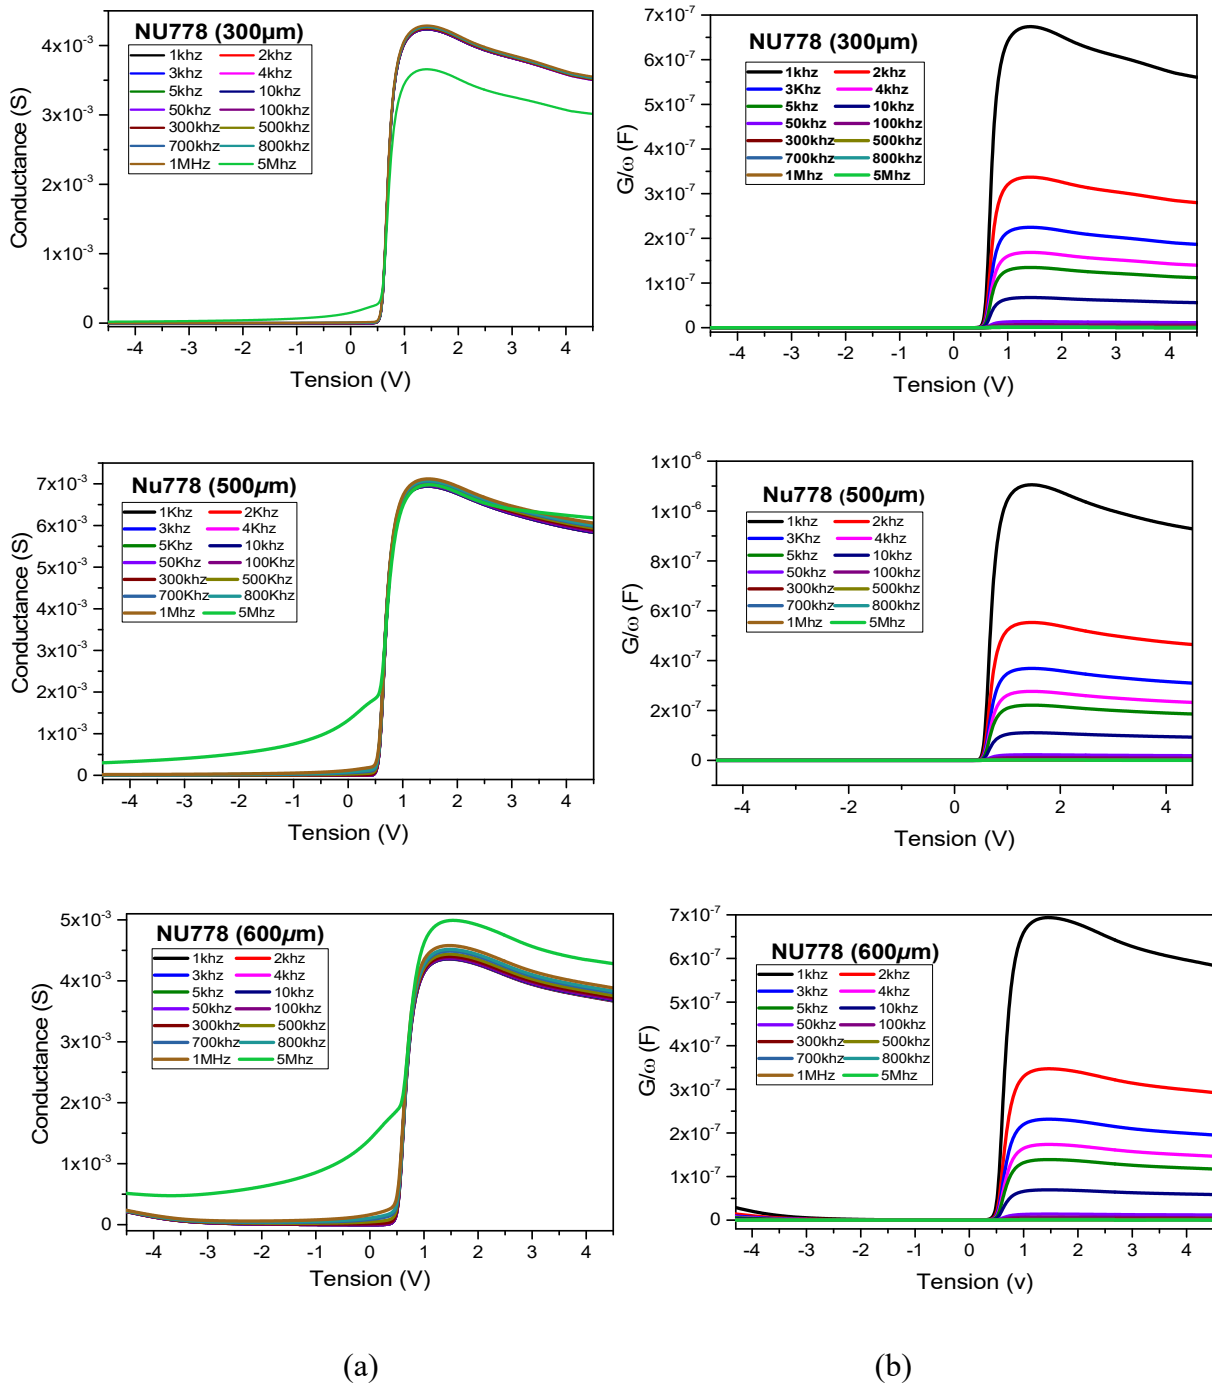 NU778 (300µm)
1khz 2khz
3khz 4khz
5khz 10khz
50khz 100khz
300khz 500khz
700khz 800khz
1MHz 5Mhz
4x10⁻³
3x10⁻³
2x10⁻³
1x10⁻³
0
Conductance (S)
-4 -3 -2 -1 0 1 2 3 4
Tension (V)
NU778 (300µm)
1khz 2khz
3Khz 4khz
5khz 10khz
50khz 100khz
300khz 500khz
700khz 800khz
1Mhz 5Mhz
7x10⁻⁷
6x10⁻⁷
5x10⁻⁷
4x10⁻⁷
3x10⁻⁷
2x10⁻⁷
1x10⁻⁷
0
G/ω (F)
-4 -3 -2 -1 0 1 2 3 4
Tension (V)
Nu778 (500µm)
1Khz 2Khz
3khz 4Khz
5Khz 10khz
50Khz 100Khz
300khz 500Khz
700Khz 800Khz
1Mhz 5Mhz
7x10⁻³
6x10⁻³
5x10⁻³
4x10⁻³
3x10⁻³
2x10⁻³
1x10⁻³
0
Conductance (S)
-4 -3 -2 -1 0 1 2 3 4
Tension (V)
Nu778 (500µm)
1khz 2khz
3Khz 4khz
5khz 10khz
50khz 100khz
300khz 500khz
700khz 800khz
1Mhz 5Mhz
1x10⁻⁶
8x10⁻⁷
6x10⁻⁷
4x10⁻⁷
2x10⁻⁷
0
G/ω (F)
-4 -2 0 2 4
Tension (V)
NU778 (600µm)
1khz 2khz
3khz 4khz
5khz 10khz
50khz 100khz
300khz 500khz
700khz 800khz
1MHz 5Mhz
5x10⁻³
4x10⁻³
3x10⁻³
2x10⁻³
1x10⁻³
0
Conductance (S)
-4 -3 -2 -1 0 1 2 3 4
Tension (V)
NU778 (600µm)
1khz 2khz
3khz 4khz
5khz 10khz
50khz 100khz
300khz 500khz
700khz 800khz
1MHz 5Mhz
7x10⁻⁷
6x10⁻⁷
5x10⁻⁷
4x10⁻⁷
3x10⁻⁷
2x10⁻⁷
1x10⁻⁷
0
G/ω (F)
-4 -3 -2 -1 0 1 2 3 4
Tension (v)
(a) (b)